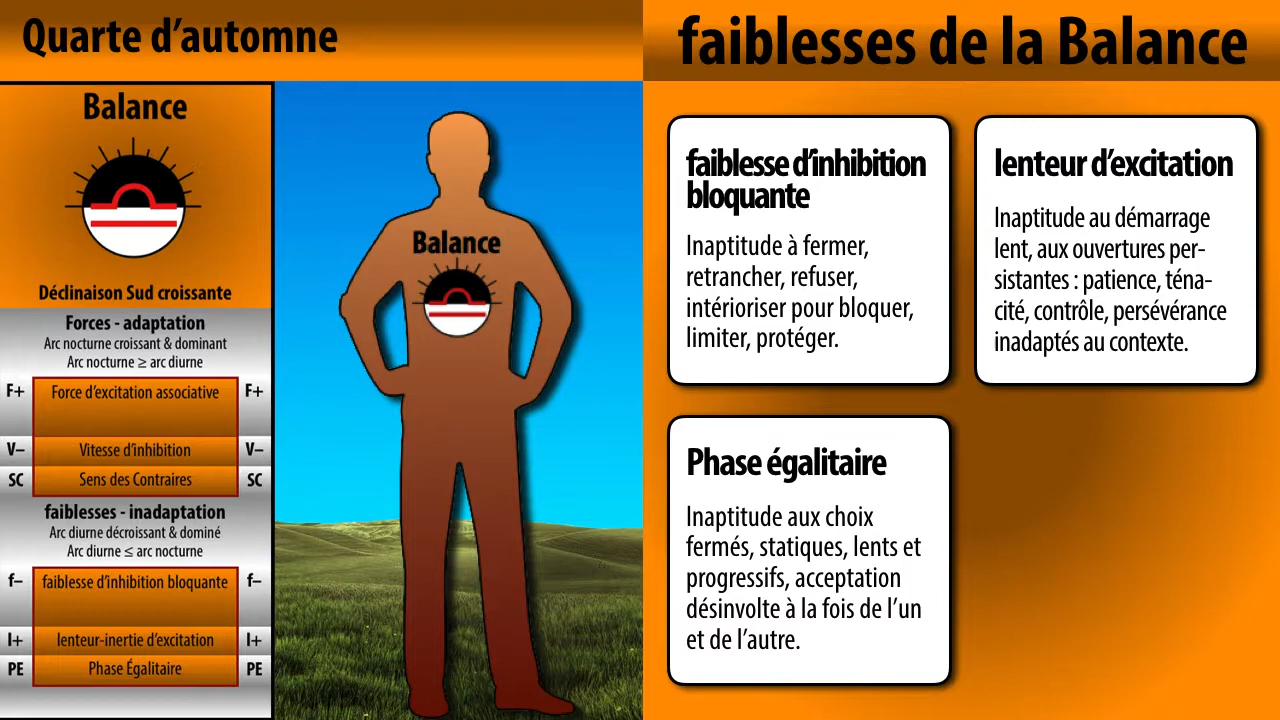 Quarte d’automne
Balance
Déclinaison Sud croissante
Forces - adaptation
Arc nocturne croissant & dominant
Arc nocturne ≥ arc diurne
F+ Force d’excitation associative F+
V– Vitesse d’inhibition V–
SC Sens des Contraires SC
faiblesses - inadaptation
Arc diurne décroissant & dominé
Arc diurne ≤ arc nocturne
f– faiblesse d’inhibition bloquante f–
I+ lenteur-inertie d’excitation I+
PE Phase Égalitaire PE
Balance
faiblesses de la Balance
faiblesse d’inhibition
bloquante
Inaptitude à fermer,
retrancher, refuser,
intérioriser pour bloquer,
limiter, protéger.
lenteur d’excitation
Inaptitude au démarrage
lent, aux ouvertures per-
sistantes : patience, téna-
cité, contrôle, persévérance
inadaptés au contexte.
Phase égalitaire
Inaptitude aux choix
fermés, statiques, lents et
progressifs, acceptation
désinvolte à la fois de l’un
et de l’autre.